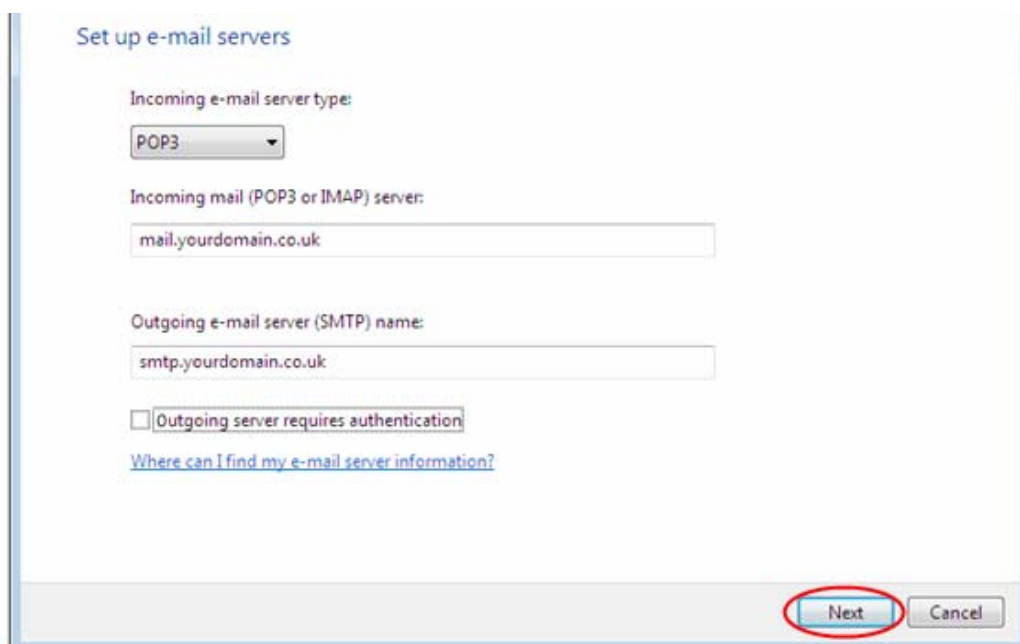 Set up e-mail servers
Incoming e-mail server type:
POP3
Incoming mail (POP3 or IMAP) server:
mail.yourdomain.co.uk
Outgoing e-mail server (SMTP) name:
smtp.yourdomain.co.uk
Outgoing server requires authentication
Where can I find my e-mail server information?
Next Cancel